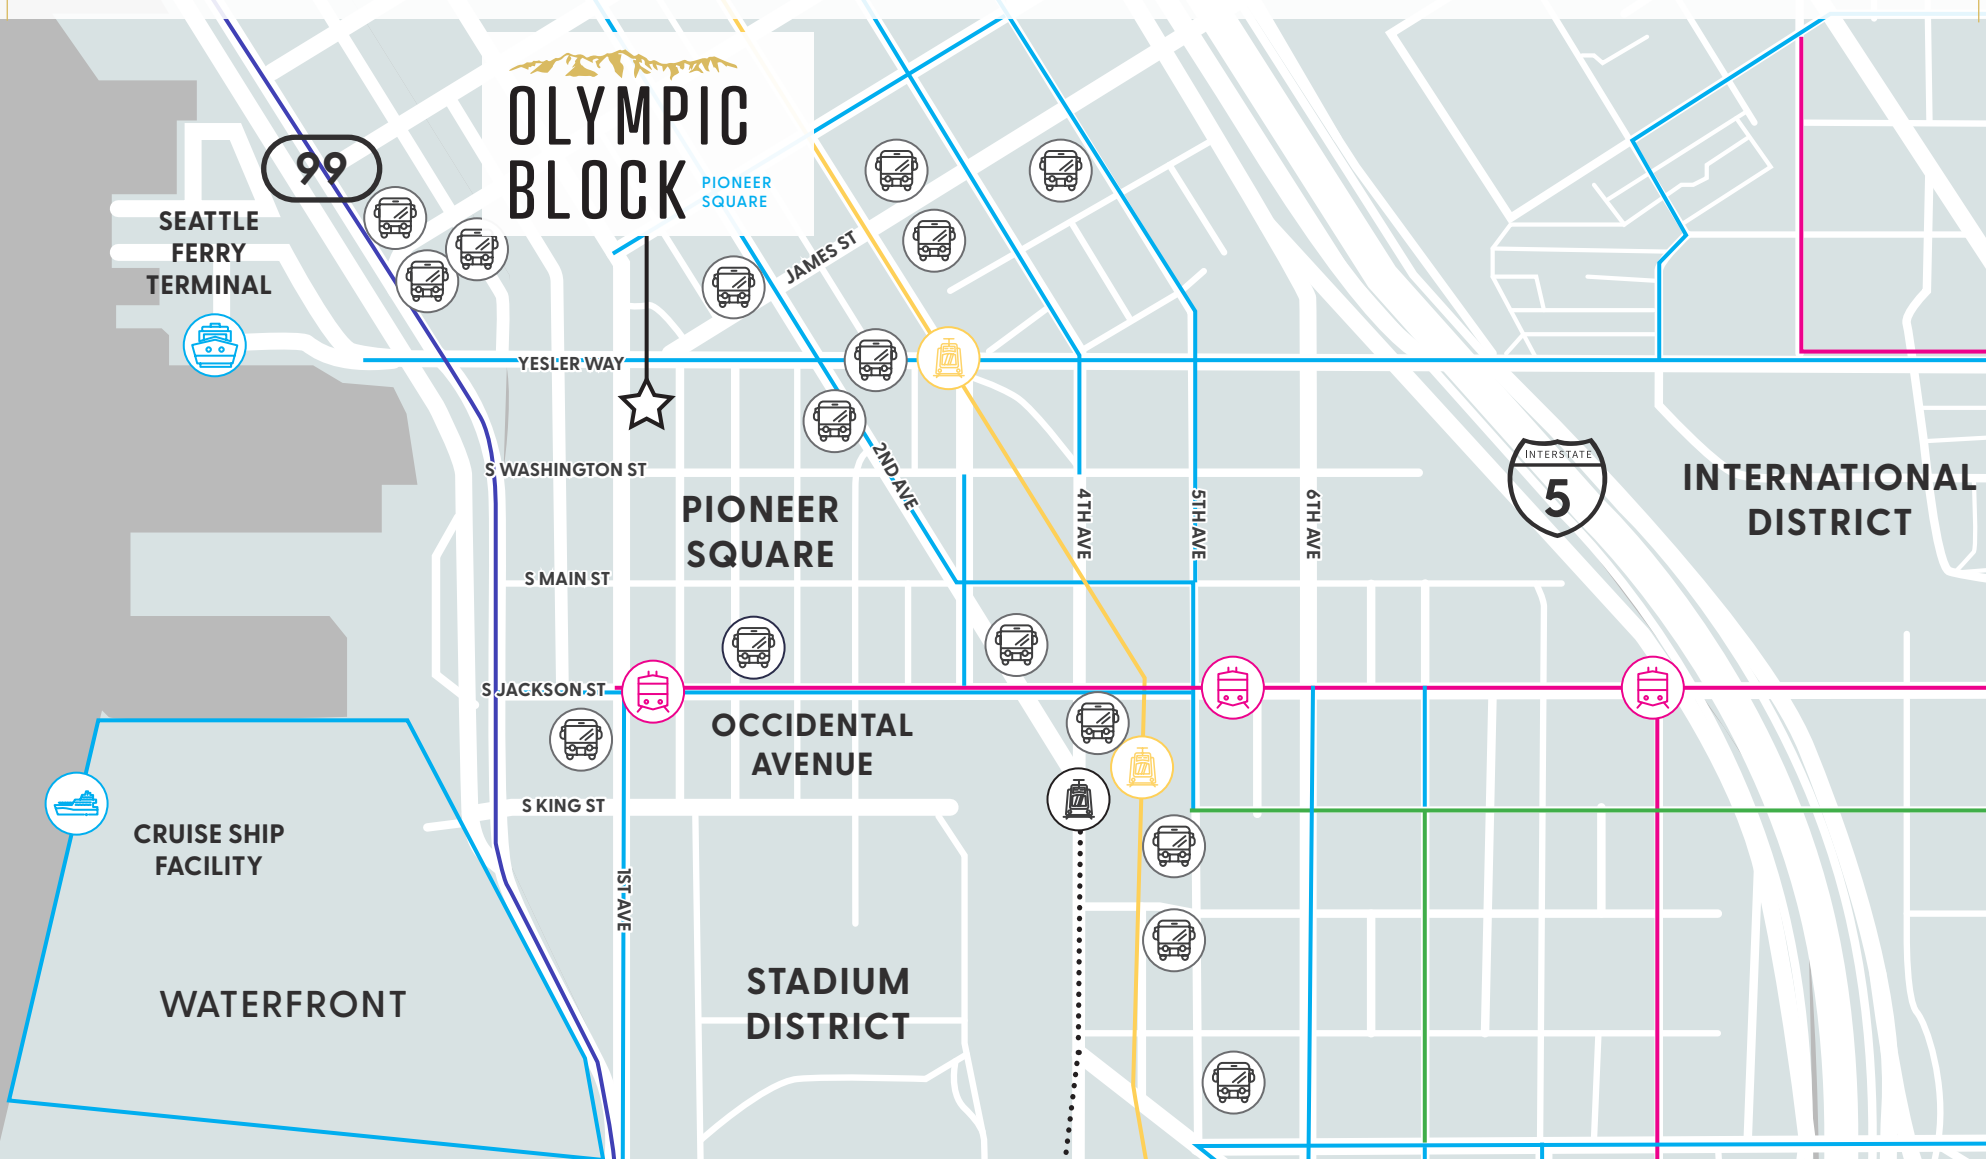 OLYMPIC
BLOCK
PIONEER
SQUARE
99
SEATTLE
FERRY
TERMINAL
JAMES ST
YESLER WAY
2ND AVE
S WASHINGTON ST
PIONEER
SQUARE
4TH AVE
5TH AVE
6TH AVE
INTERSTATE
5
INTERNATIONAL
DISTRICT
S MAIN ST
S JACKSON ST
OCCIDENTAL
AVENUE
S KING ST
CRUISE SHIP
FACILITY
1ST AVE
WATERFRONT
STADIUM
DISTRICT